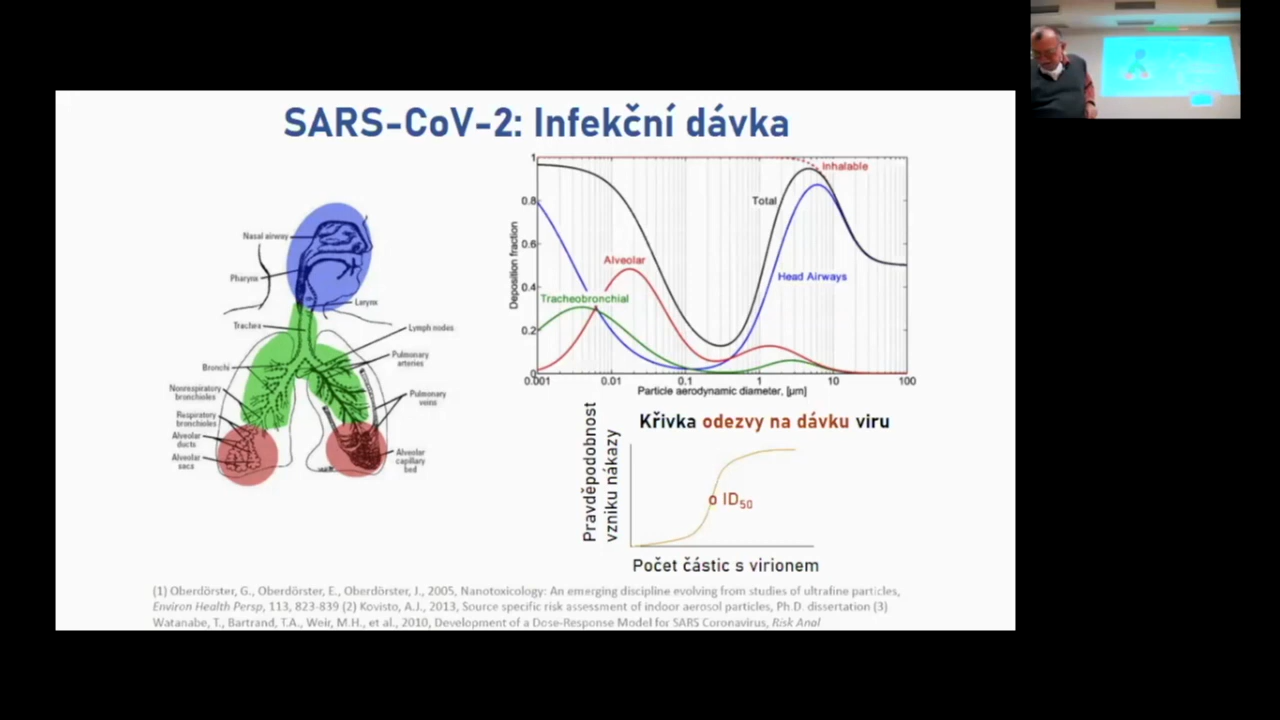 SARS-CoV-2: Infekční dávka
Nasal airway
Pharynx
Larynx
Trachea
Lymph nodes
Bronchi
Pulmonary
arteries
Nonrespiratory
bronchioles
Pulmonary
veins
Respiratory
bronchioles
Alveolar
ducts
Alveolar
sacs
Alveolar
capillary
bed
Inhalable
Total
Alveolar
Head Airways
Tracheobronchial
Deposition fraction
1
0.8
0.6
0.4
0.2
0
0.001
0.01
0.1
1
10
100
Particle aerodynamic diameter, [µm]
Křivka odezvy na dávku viru
Pravděpodobnost
vzniku nákazy
o ID50
Počet částic s virionem
(1) Oberdörster, G., Oberdörster, E., Oberdörster, J., 2005, Nanotoxicology: An emerging discipline evolving from studies of ultrafine particles,
Environ Health Persp, 113, 823-839 (2) Kovisto, A.J., 2013, Source specific risk assessment of indoor aerosol particles, Ph.D. dissertation (3)
Watanabe, T., Bartrand, T.A., Weir, M.H., et al., 2010, Development of a Dose-Response Model for SARS Coronavirus, Risk Anal